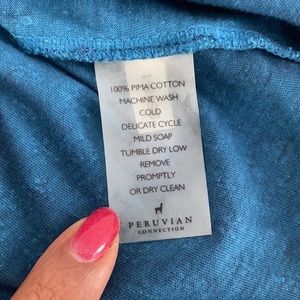 100% PIMA COTTON
MACHINE WASH
COLD
DELICATE CYCLE
MILD SOAP
TUMBLE DRY LOW
REMOVE
PROMPTLY
OR DRY CLEAN
PERUVIAN
CONNECTION